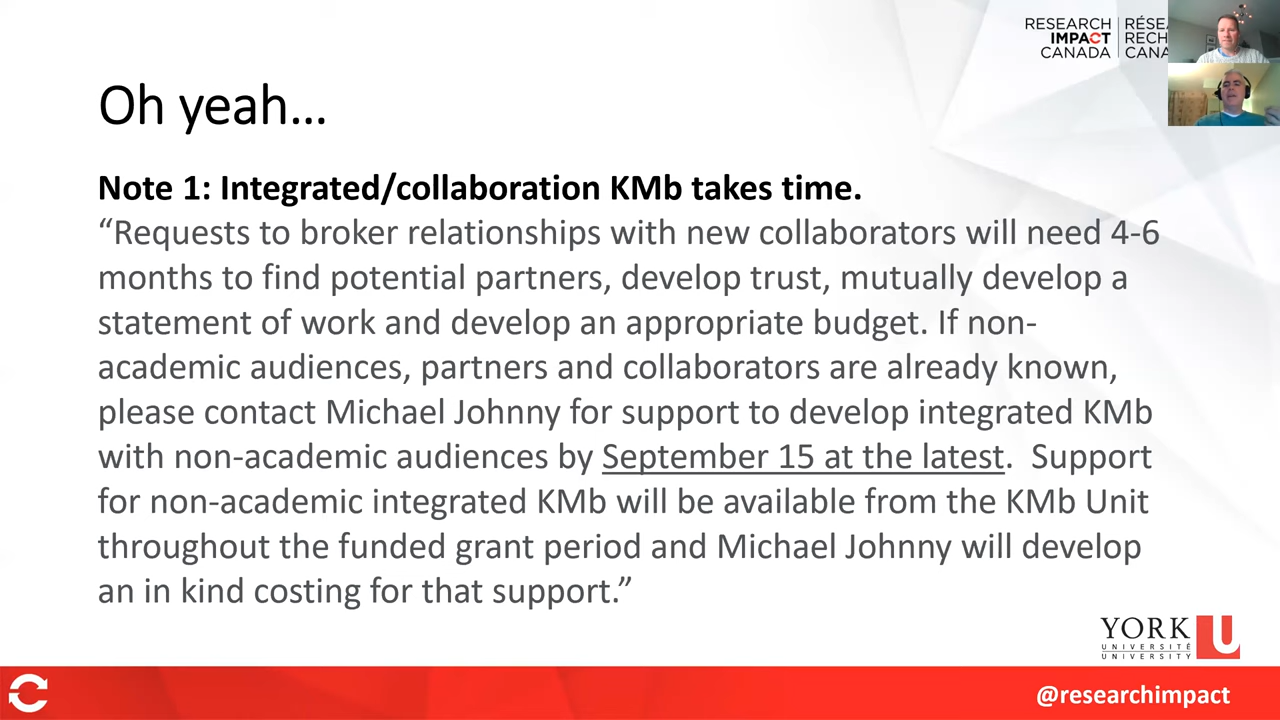 RESEARCH
IMPACT
CANADA
RÉSE
RECH
CANA
Oh yeah…
Note 1: Integrated/collaboration KMb takes time.
“Requests to broker relationships with new collaborators will need 4-6
months to find potential partners, develop trust, mutually develop a
statement of work and develop an appropriate budget. If non-
academic audiences, partners and collaborators are already known,
please contact Michael Johnny for support to develop integrated KMb
with non-academic audiences by September 15 at the latest.  Support
for non-academic integrated KMb will be available from the KMb Unit
throughout the funded grant period and Michael Johnny will develop
an in kind costing for that support.”
YORK U
UNIVERSITÉ
UNIVERSITY
@researchimpact